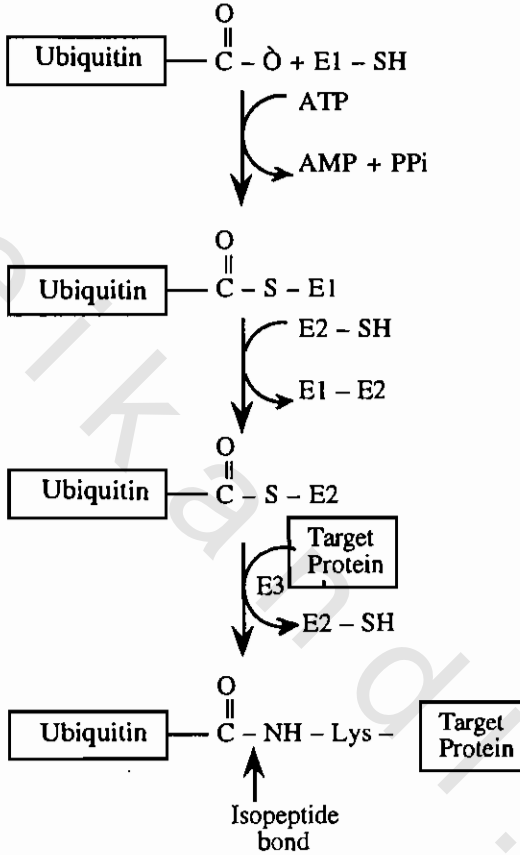 O
||
Ubiquitin — C – Ò + E1 – SH
ATP
AMP + PPi
O
||
Ubiquitin — C – S – E1
E2 – SH
E1 – E2
O
||
Ubiquitin — C – S – E2
Target
Protein
E3
E2 – SH
O
||
Ubiquitin — C – NH – Lys –
Target
Protein
Isopeptide
bond
eikandl.